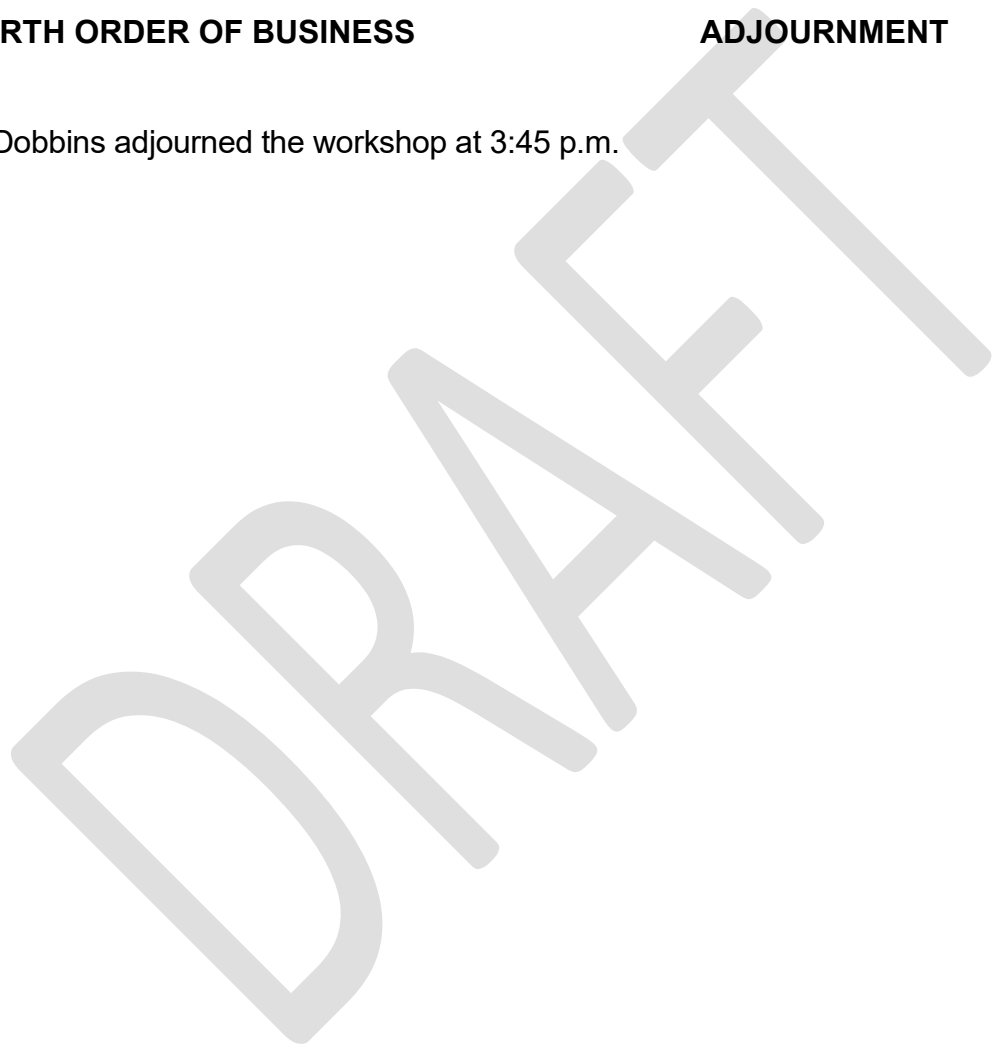 RTH ORDER OF BUSINESS ADJOURNMENT
Dobbins adjourned the workshop at 3:45 p.m.
DRAFT